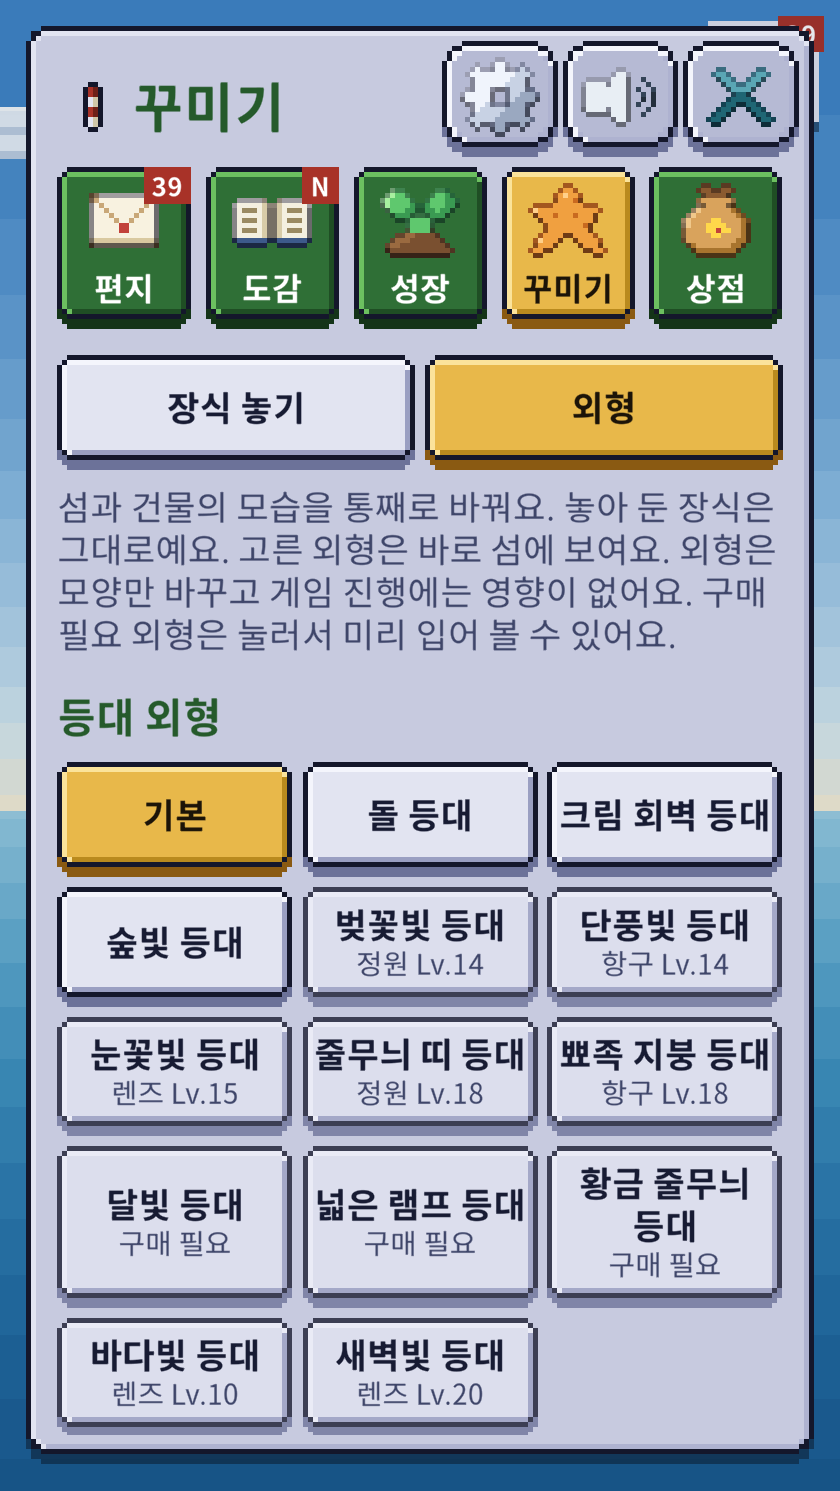 꾸미기
39
N
편지
도감
성장
꾸미기
상점
장식 놓기
외형
섬과 건물의 모습을 통째로 바꿔요. 놓아 둔 장식은
그대로예요. 고른 외형은 바로 섬에 보여요. 외형은
모양만 바꾸고 게임 진행에는 영향이 없어요. 구매
필요 외형은 눌러서 미리 입어 볼 수 있어요.
등대 외형
기본
돌 등대
크림 회벽 등대
숲빛 등대
벚꽃빛 등대
정원 Lv.14
단풍빛 등대
항구 Lv.14
눈꽃빛 등대
렌즈 Lv.15
줄무늬 띠 등대
정원 Lv.18
뾰족 지붕 등대
항구 Lv.18
달빛 등대
구매 필요
넓은 램프 등대
구매 필요
황금 줄무늬
등대
구매 필요
바다빛 등대
렌즈 Lv.10
새벽빛 등대
렌즈 Lv.20